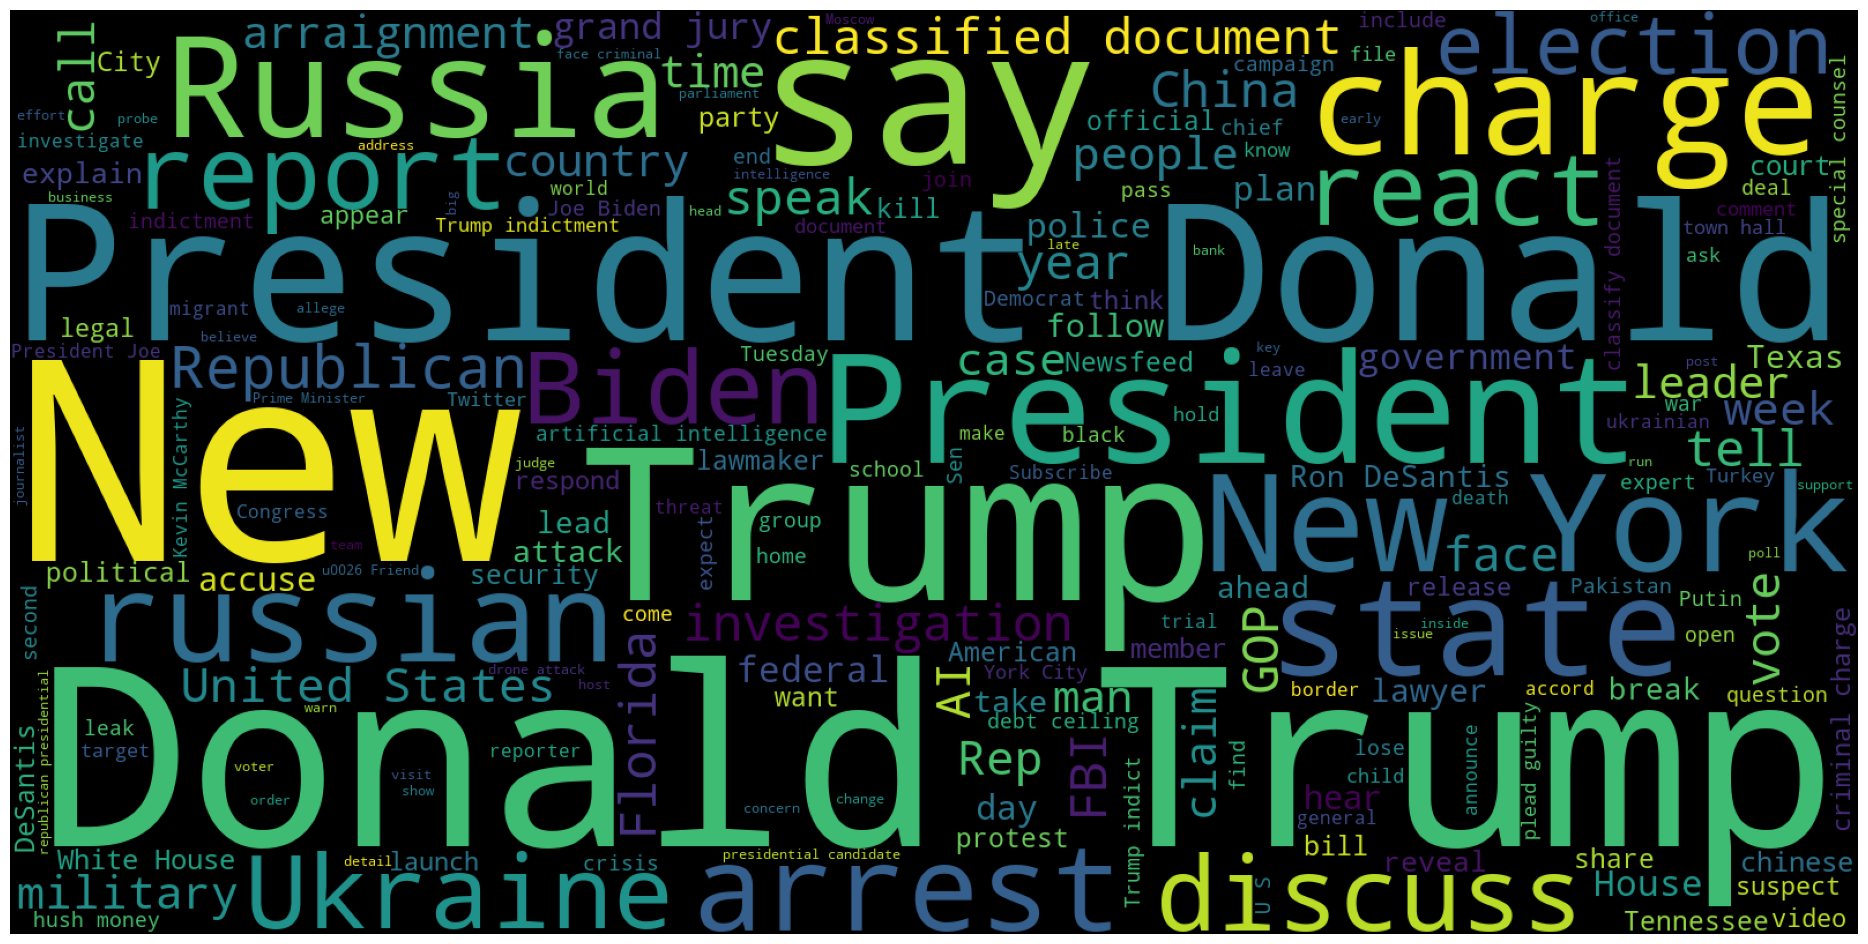 Moscow
office
arraignment
grand jury
classified document
include
election
call
City
Russia
face criminal
time
say
campaign
file
charge
special counsel
parliament
China
effort
probe
party
official
chief
early
investigate
address
report
country
end
people
know
react
court
explain
intelligence
join
pass
plan
deal
business
world
speak
kill
appear
big
Joe Biden
head
indictment
Trump indictment
document
police
comment
town hall
classify document
President
late
bank
Donald
year
ask
migrant
allege
Democrat
think
legal
believe
follow
President Joe
Republican
Biden
Tuesday
President
case
Newsfeed
key
leave
government
post
Texas
New
Prime Minister
Twitter
leader
Kevin McCarthy
artificial intelligence
make
black
hold
war
week
ukrainian
journalist
judge
Trump
lawmaker
tell
respond
school
Sen
Subscribe
New York
Ron DeSantis
run
expert
Turkey
support
death
Congress
threat
group
lead
expect
team
attack
home
face
poll
political
accuse
u0026 Friend
security
ahead
release
Pakistan
Putin
vote
second
russian
come
investigation
trial
state
issue
inside
open
GOP
member
American
drone attack
host
York City
criminal charge
United States
Florida
federal
AI
want
take
man
border
lawyer
accord
break
question
republican presidential
Donald Trump
warn
debt ceiling
claim
leak
target
reporter
Rep
FBI
find
lose
child
announce
plead guilty
voter
visit
show
order
concern
change
day
hear
general
DeSantis
protest
Trump indict
bill
White House
detail
launch
crisis
presidential candidate
reveal
share
chinese
military
Ukraine
arrest
discuss
U S
House
suspect
hush money
Tennessee
video